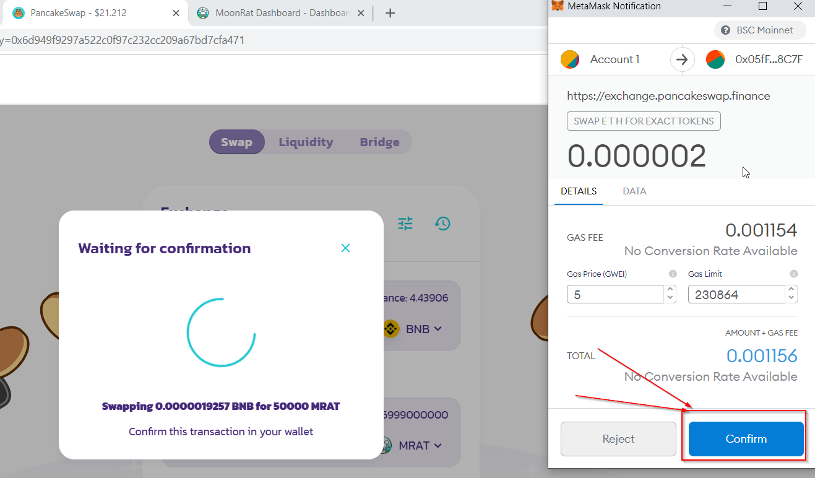 PancakeSwap - $21.212
MoonRat Dashboard - Dashboar
y=0x6d949f9297a522c0f97c232cc209a67bd7cfa471
Swap
Liquidity
Bridge
Exchange
Waiting for confirmation
ance: 4.43906
BNB
Swapping 0.0000019257 BNB for 50000 MRAT
Confirm this transaction in your wallet
5999000000
MRAT
MetaMask Notification
BSC Mainnet
Account 1
0x05fF...8C7F
https://exchange.pancakeswap.finance
SWAP E T H FOR EXACT TOKENS
0.000002
DETAILS
DATA
GAS FEE
0.001154
No Conversion Rate Available
Gas Price (GWEI)
Gas Limit
5
230864
AMOUNT + GAS FEE
TOTAL
0.001156
No Conversion Rate Available
Reject
Confirm